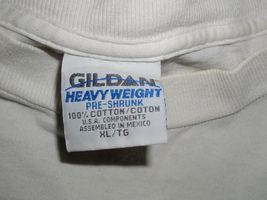 GILDAN
HEAVY WEIGHT
PRE-SHRUNK
100% COTTON/COTON
U.S.A. COMPONENTS
ASSEMBLED IN MEXICO
XL/TG